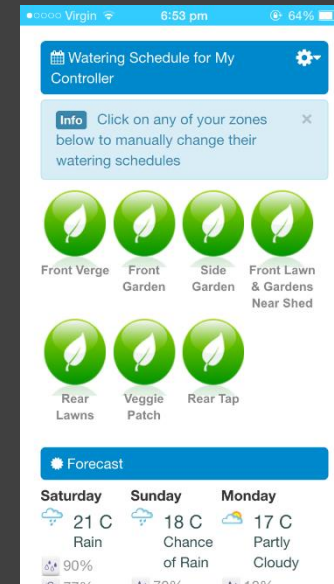 Virgin 6:53 pm 64%
Watering Schedule for My
Controller
Info Click on any of your zones ×
below to manually change their
watering schedules
Front Verge Front Side Front Lawn
Garden Garden & Gardens
Near Shed
Rear Veggie Rear Tap
Lawns Patch
Forecast
Saturday Sunday Monday
21 C 18 C 17 C
Rain Chance Partly
of Rain Cloudy
90%